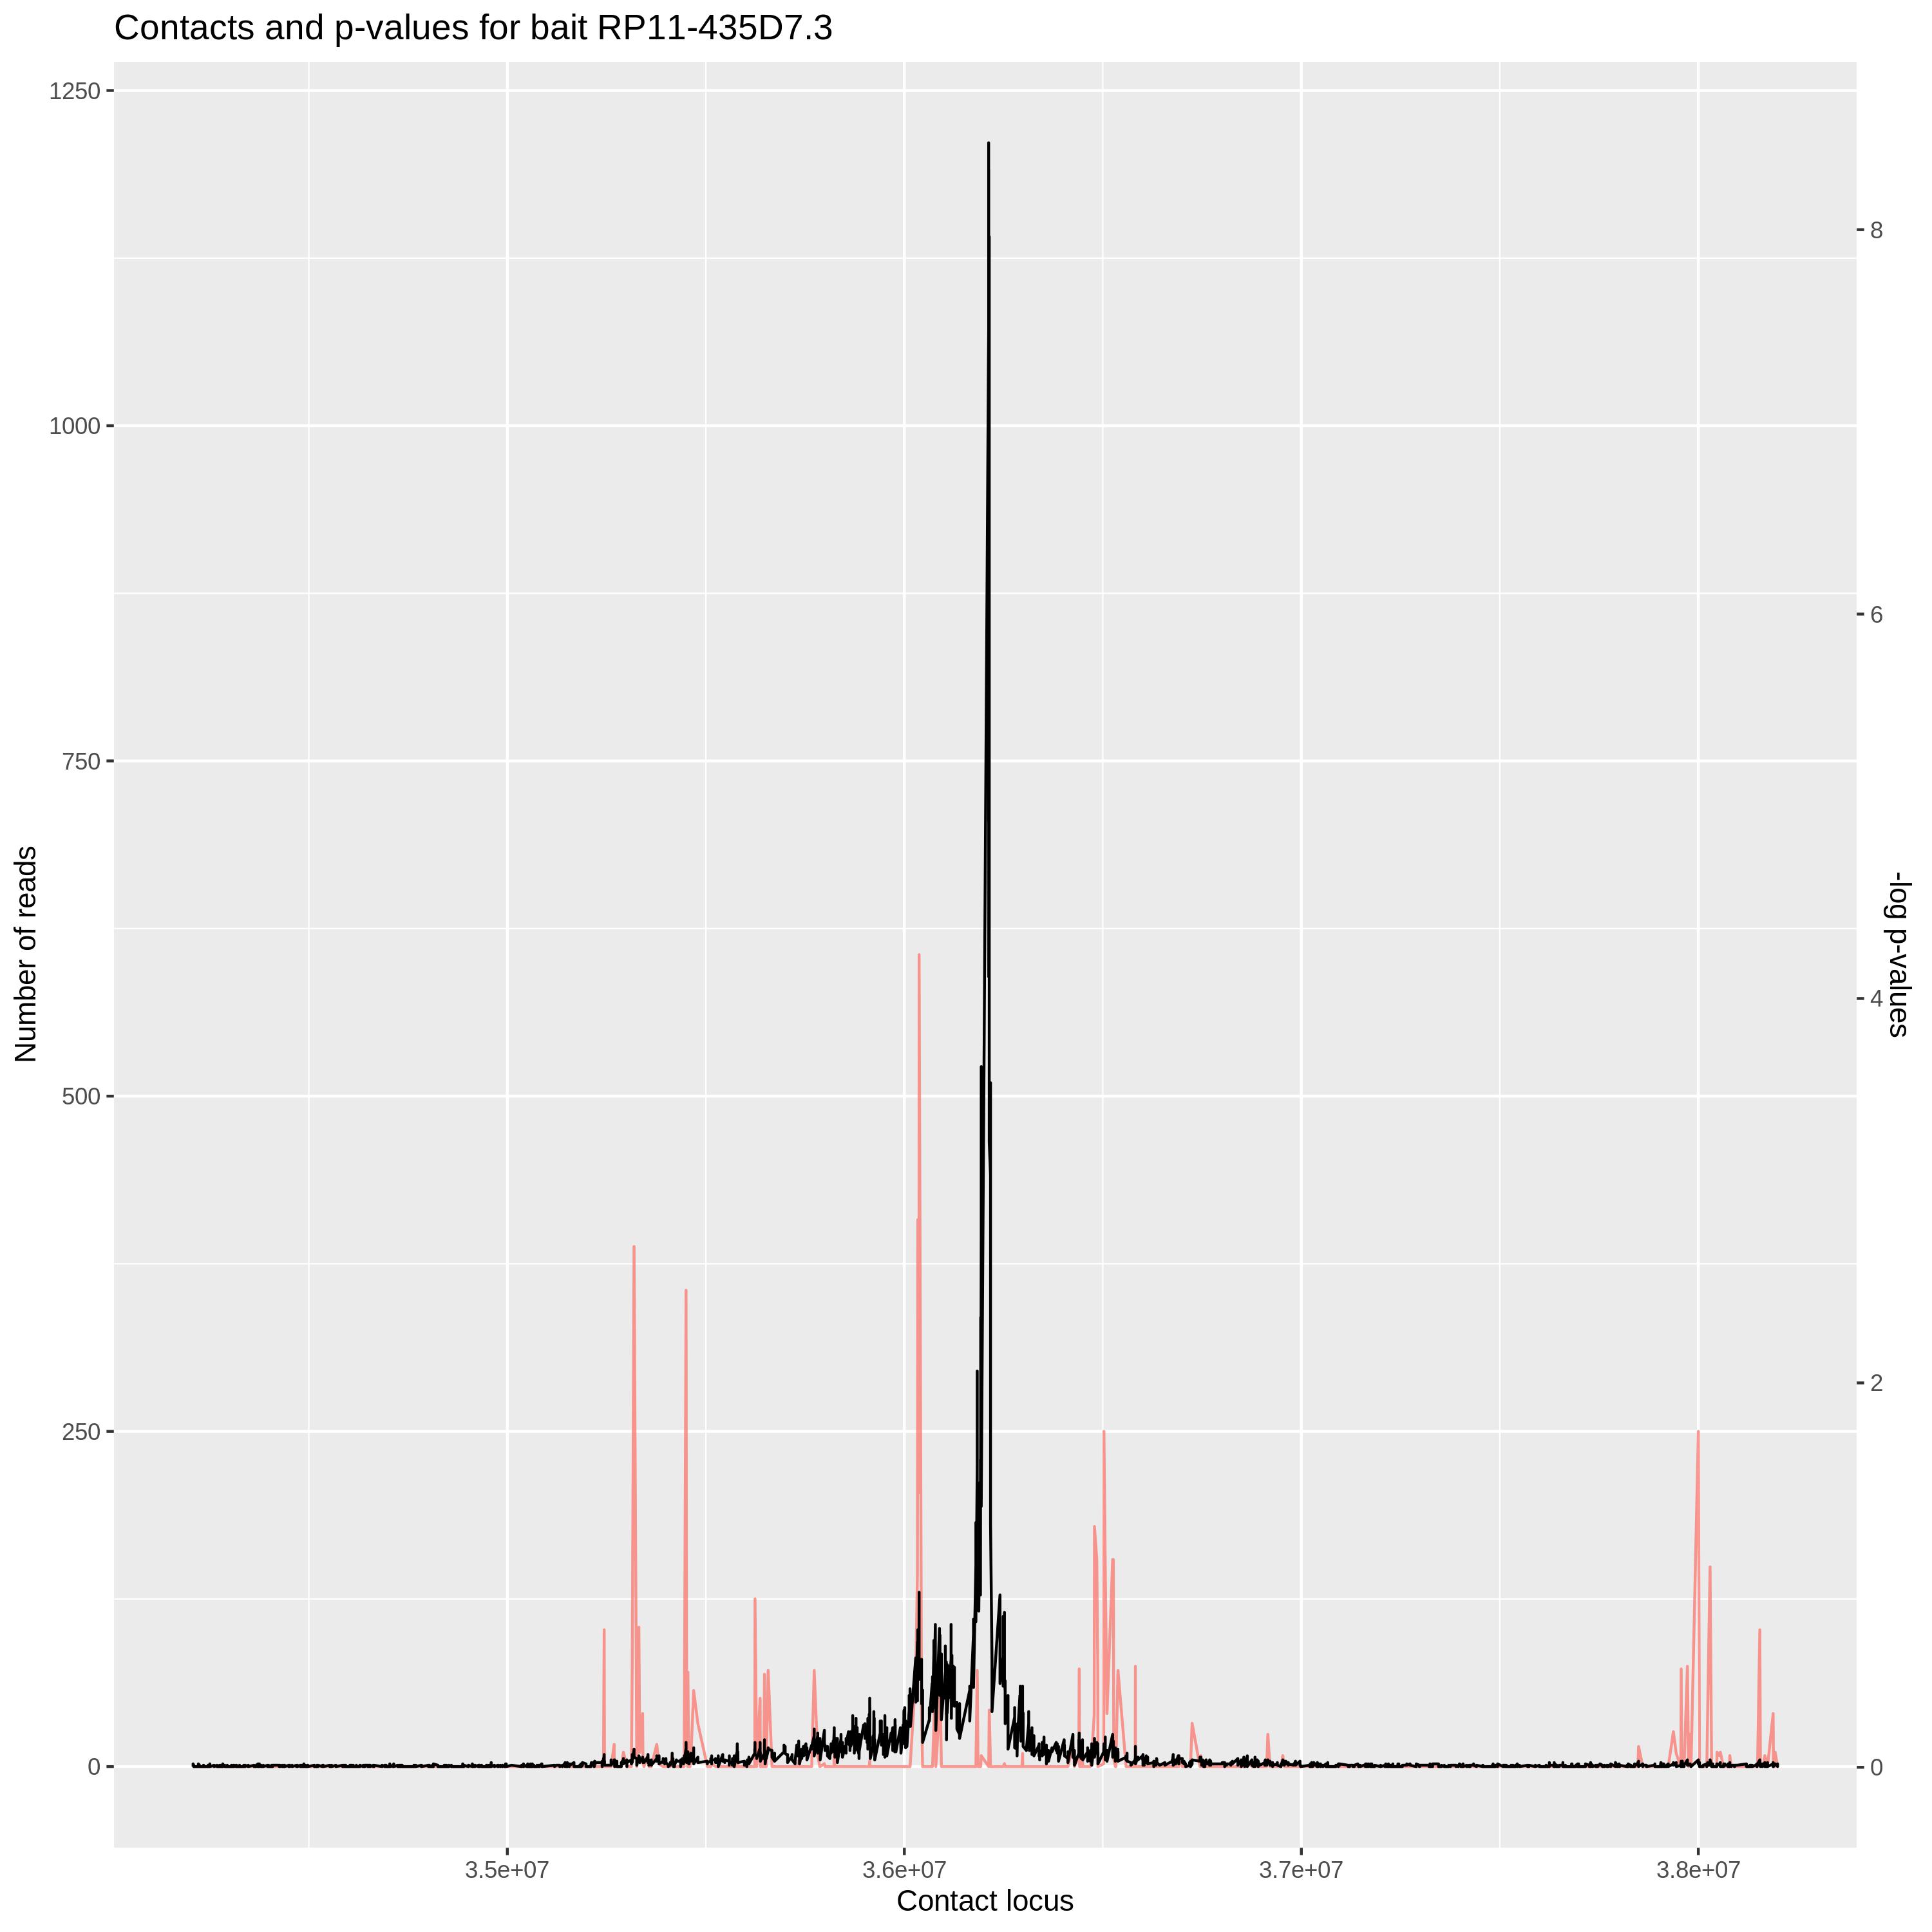 Contacts and p-values for bait RP11-435D7.3
1250
1000
750
500
250
0
Number of reads
8
6
4
2
0
-log p-values
3.5e+07 3.6e+07 3.7e+07 3.8e+07
Contact locus